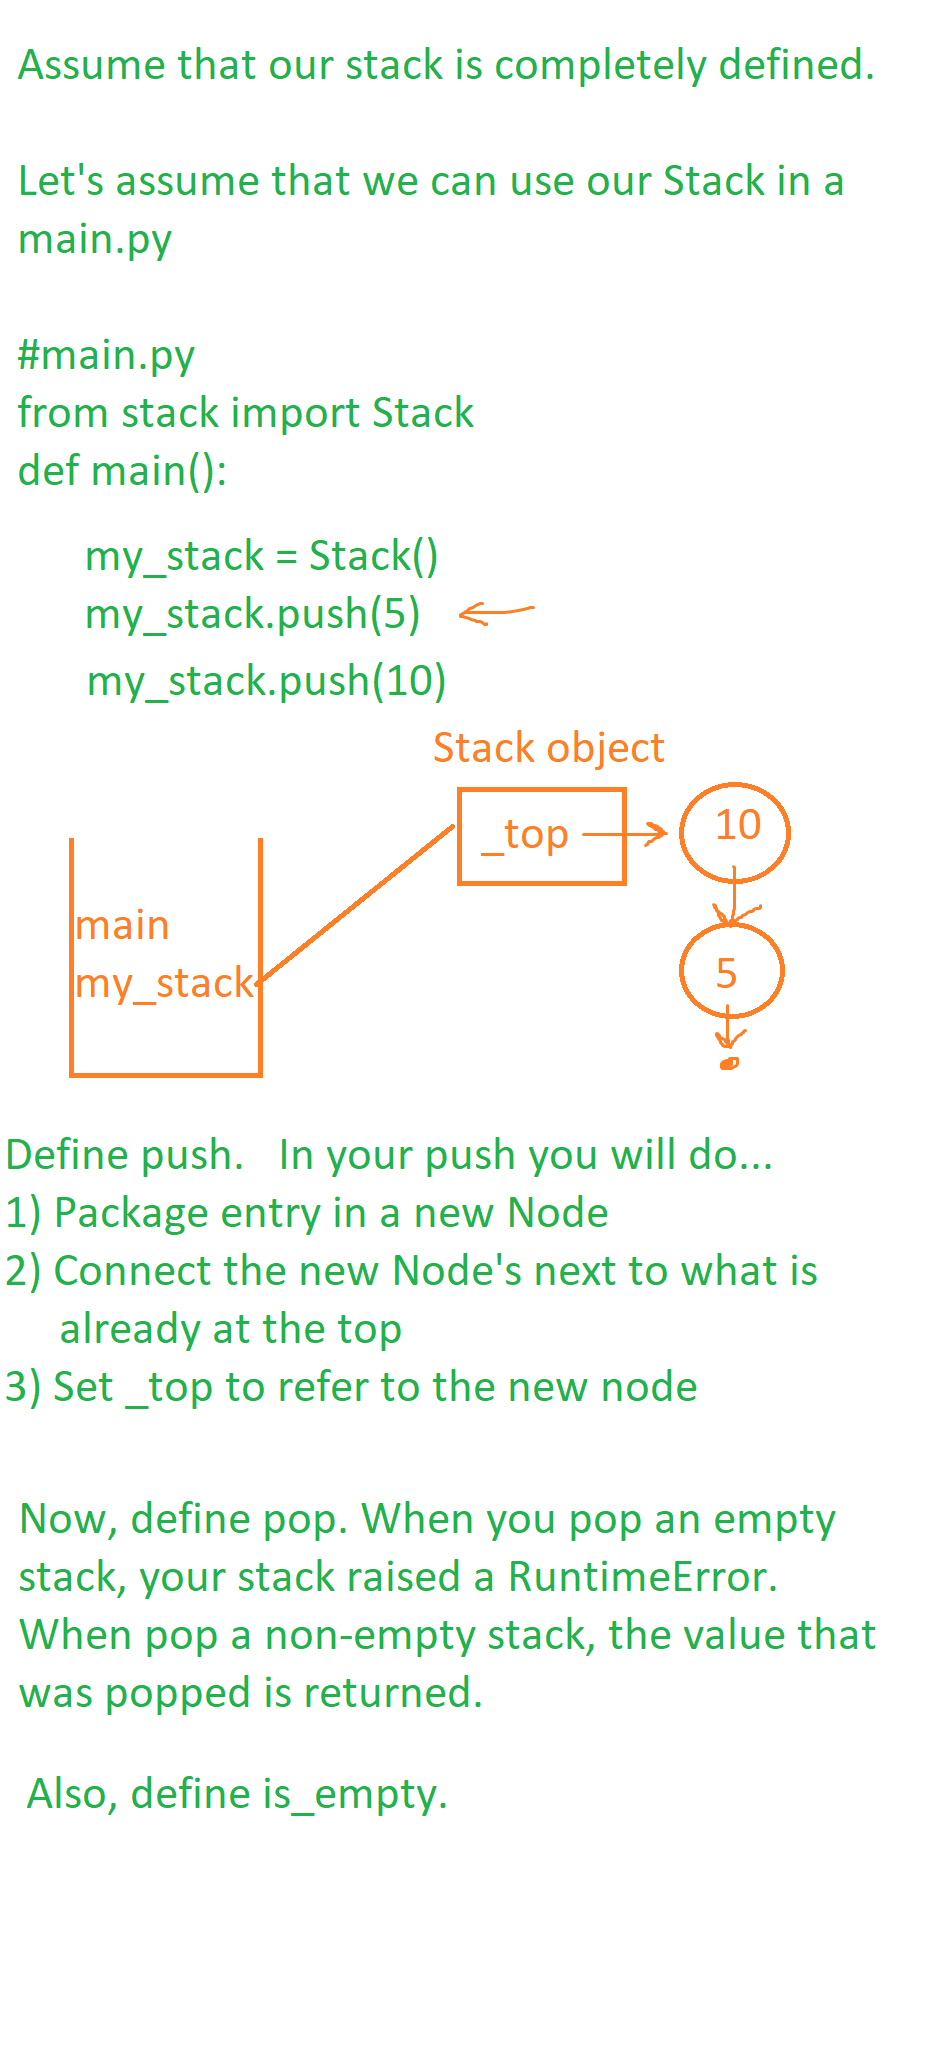 Assume that our stack is completely defined.
Let's assume that we can use our Stack in a
main.py
#main.py
from stack import Stack
def main():
my_stack = Stack()
my_stack.push(5)
my_stack.push(10)
Stack object
_top
10
main
my_stack
5
Define push.   In your push you will do...
1) Package entry in a new Node
2) Connect the new Node's next to what is
already at the top
3) Set _top to refer to the new node
Now, define pop. When you pop an empty
stack, your stack raised a RuntimeError.
When pop a non-empty stack, the value that
was popped is returned.
Also, define is_empty.